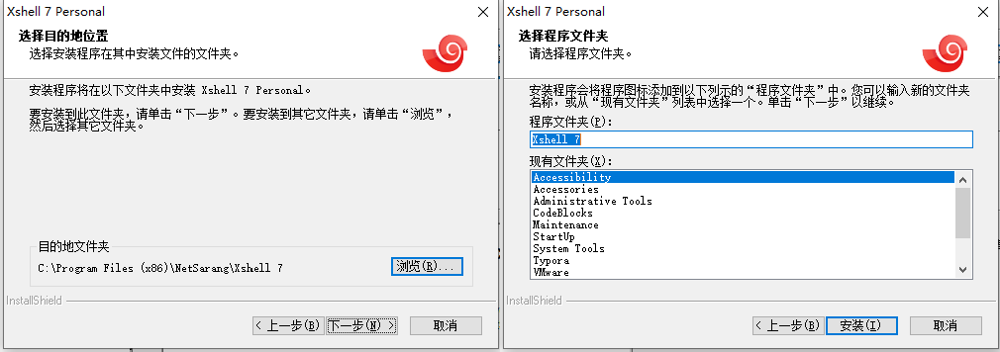 Xshell 7 Personal
选择目的地位置
选择安装程序在其中安装文件的文件夹。
安装程序将在以下文件夹中安装 Xshell 7 Personal。
要安装到此文件夹，请单击“下一步”。要安装到其它文件夹，请单击“浏览”，
然后选择其它文件夹。
目的地文件夹
C:\Program Files (x86)\NetSarang\Xshell 7
浏览(R)...
InstallShield
< 上一步(B)
下一步(N) >
取消
Xshell 7 Personal
选择程序文件夹
请选择程序文件夹。
安装程序会将程序图标添加到以下列示的“程序文件夹”中。您可以输入新的文件夹
名称，或从“现有文件夹”列表中选择一个。单击“下一步”以继续。
程序文件夹(P)：
Xshell 7
现有文件夹(X)：
Accessibility
Accessories
Administrative Tools
CodeBlocks
Maintenance
StartUp
System Tools
Typora
VMware
InstallShield
< 上一步(B)
安装(I)
取消